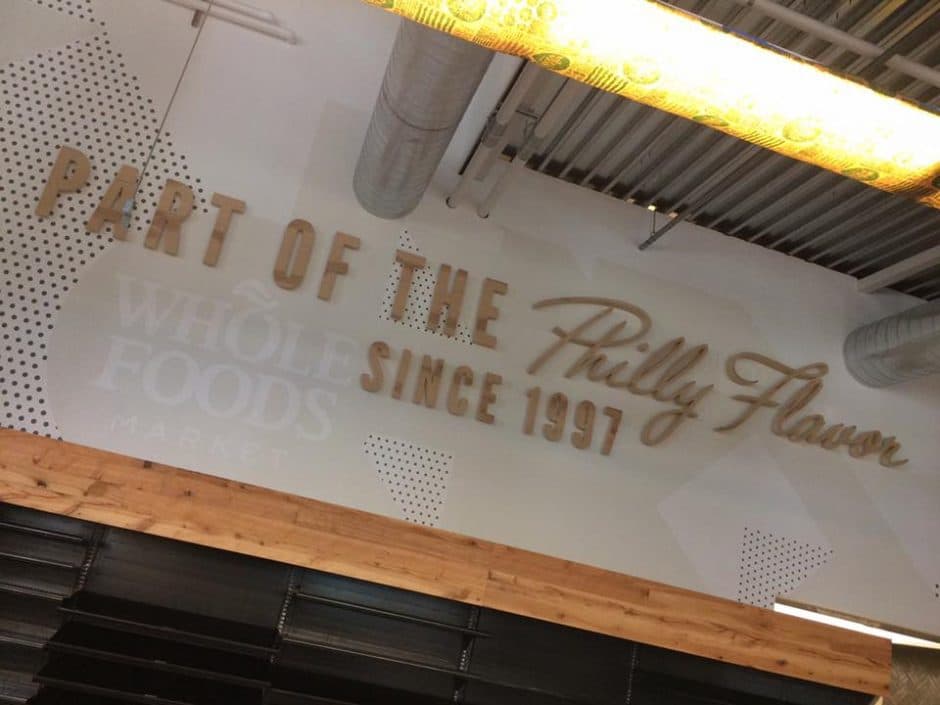 PART OF THE Philly Flavor
SINCE 1997
WHOLE
FOODS
MARKET